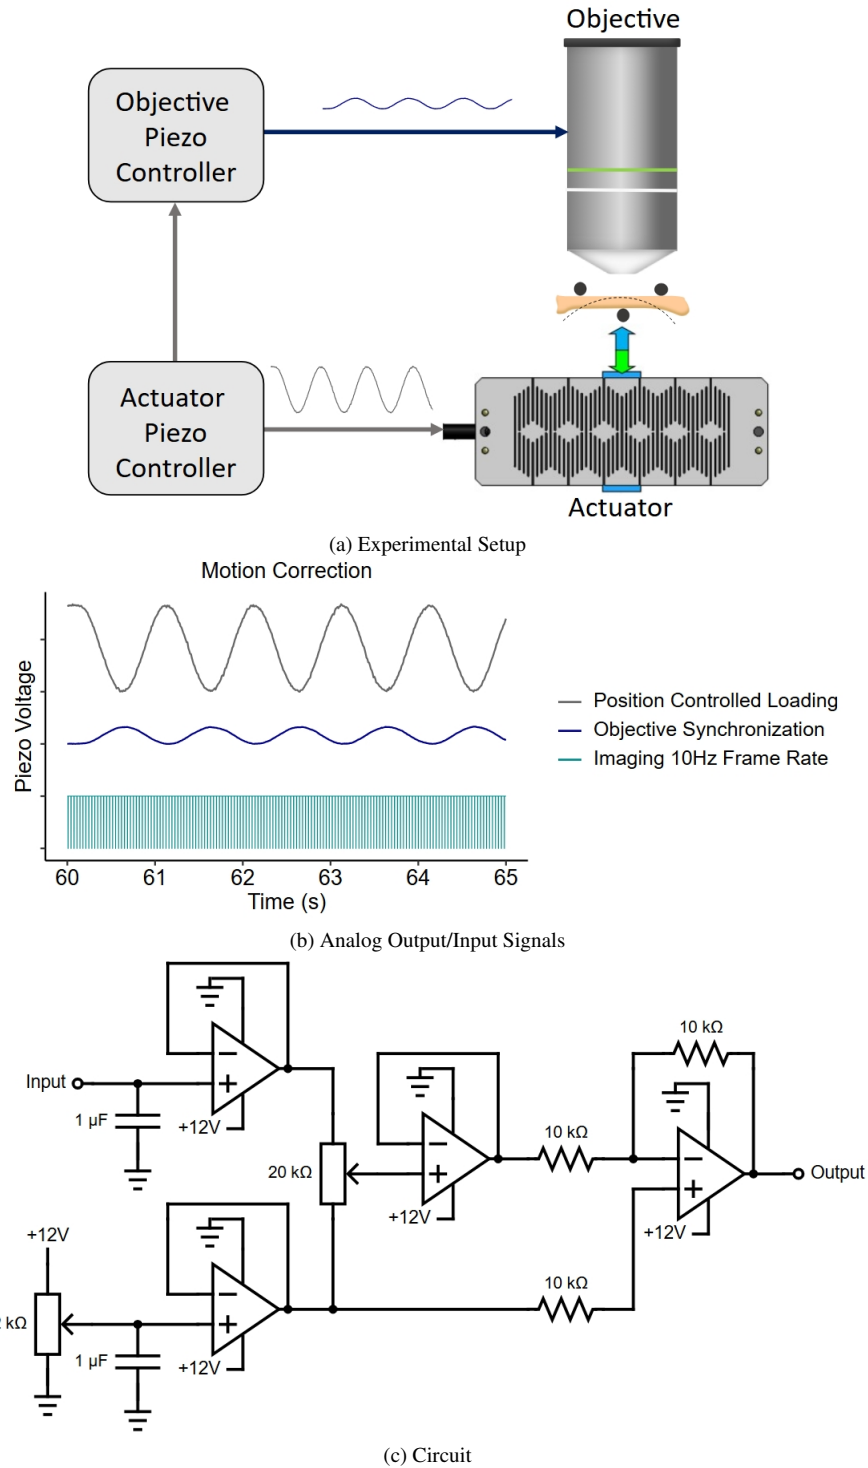 Objective
Objective
Piezo
Controller
Actuator
Piezo
Controller
Actuator
(a) Experimental Setup
Motion Correction
Piezo Voltage
Position Controlled Loading
Objective Synchronization
Imaging 10Hz Frame Rate
60 61 62 63 64 65
Time (s)
(b) Analog Output/Input Signals
10 kΩ
Input
1 µF
+12V
10 kΩ
20 kΩ
Output
+12V
+12V
+12V
10 kΩ
kΩ
1 µF
+12V
(c) Circuit